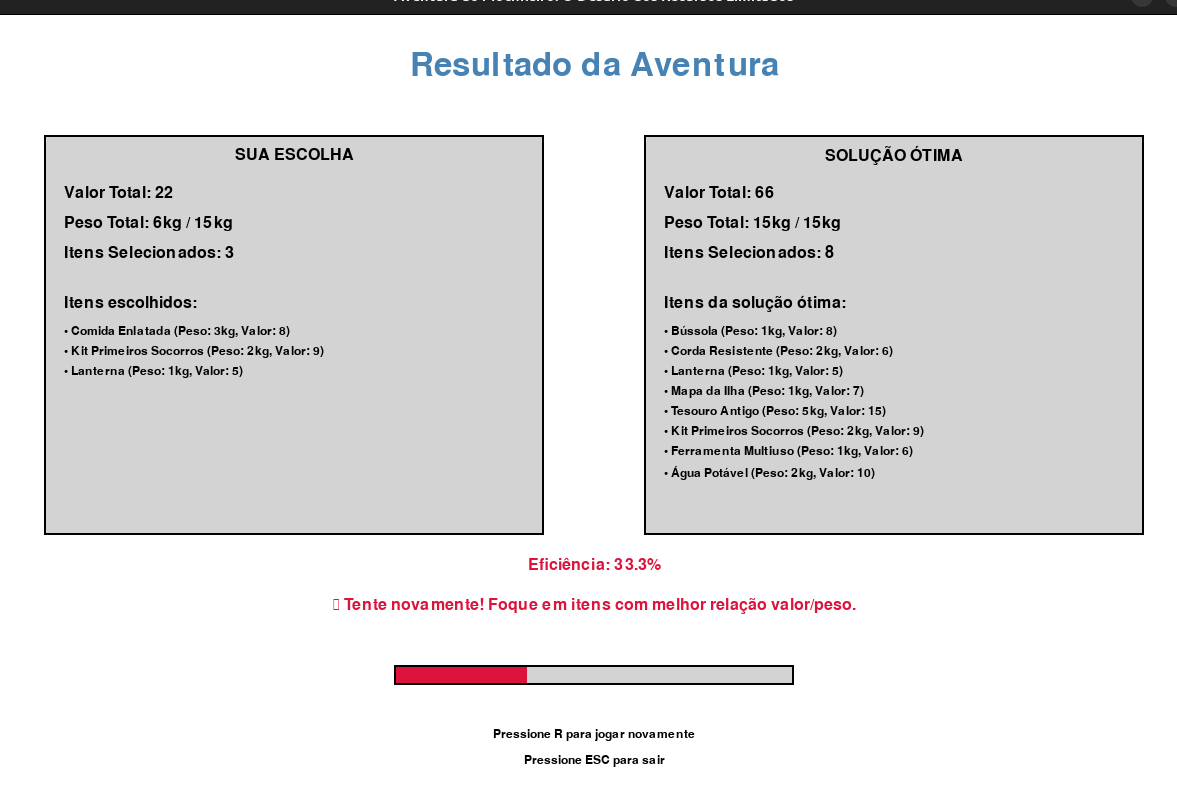 Resultado da Aventura
SUA ESCOLHA
Valor Total: 22
Peso Total: 6kg / 15kg
Itens Selecionados: 3
Itens escolhidos:
• Comida Enlatada (Peso: 3kg, Valor: 8)
• Kit Primeiros Socorros (Peso: 2kg, Valor: 9)
• Lanterna (Peso: 1kg, Valor: 5)
SOLUÇÃO ÓTIMA
Valor Total: 66
Peso Total: 15kg / 15kg
Itens Selecionados: 8
Itens da solução ótima:
• Bússola (Peso: 1kg, Valor: 8)
• Corda Resistente (Peso: 2kg, Valor: 6)
• Lanterna (Peso: 1kg, Valor: 5)
• Mapa da Ilha (Peso: 1kg, Valor: 7)
• Tesouro Antigo (Peso: 5kg, Valor: 15)
• Kit Primeiros Socorros (Peso: 2kg, Valor: 9)
• Ferramenta Multiuso (Peso: 1kg, Valor: 6)
• Água Potável (Peso: 2kg, Valor: 10)
Eficiência: 33.3%
Tente novamente! Foque em itens com melhor relação valor/peso.
Pressione R para jogar novamente
Pressione ESC para sair